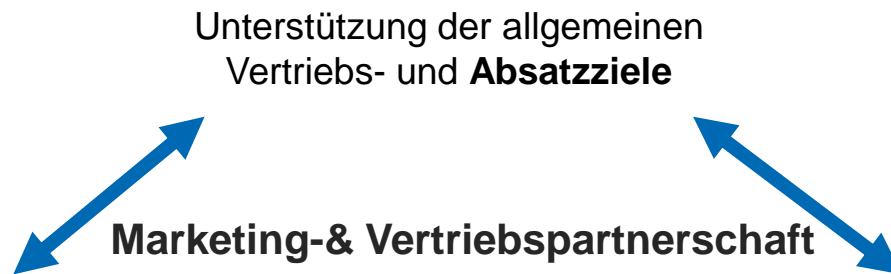 Unterstützung der allgemeinen
Vertriebs- und Absatzziele
Marketing-& Vertriebspartnerschaft